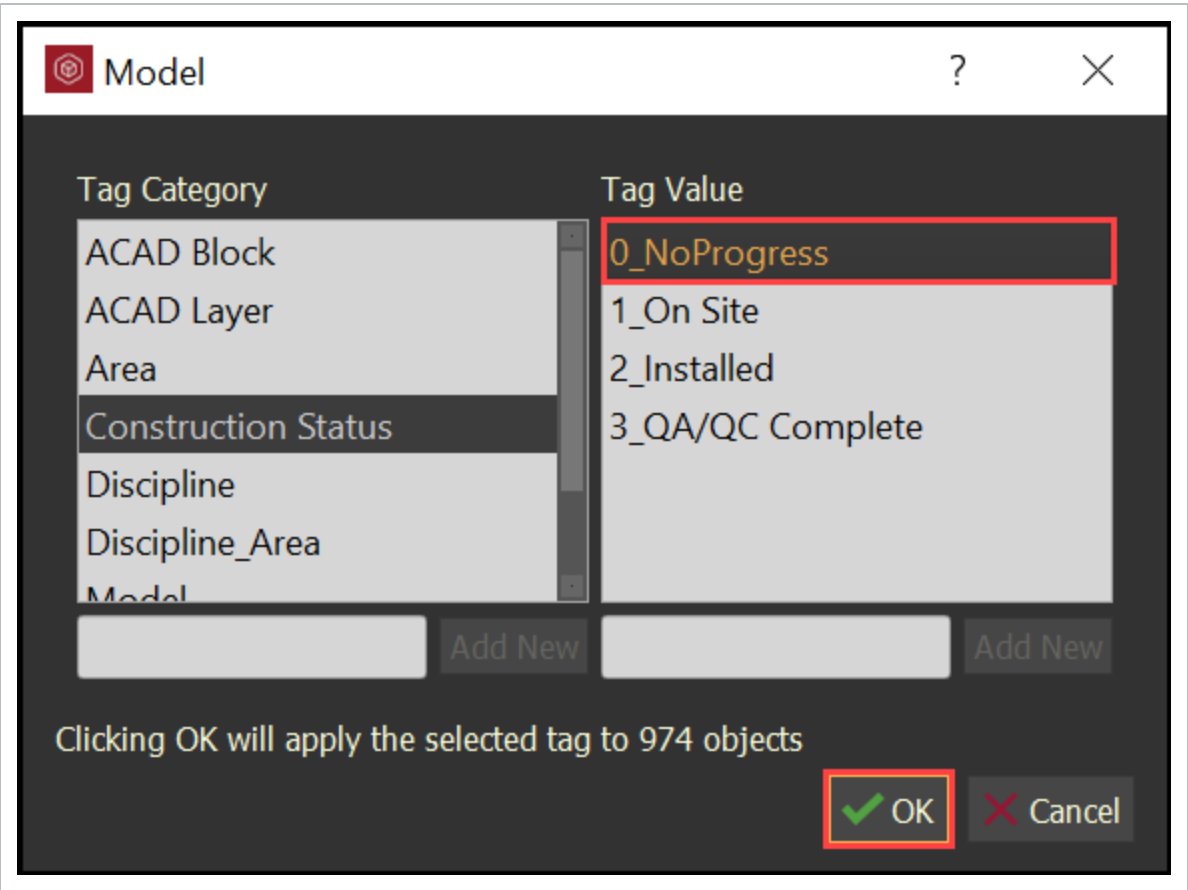 Model
?
Tag Category
ACAD Block
ACAD Layer
Area
Construction Status
Discipline
Discipline_Area
Model
Add New
Tag Value
0_NoProgress
1_On Site
2_Installed
3_QA/QC Complete
Add New
Clicking OK will apply the selected tag to 974 objects
OK
Cancel